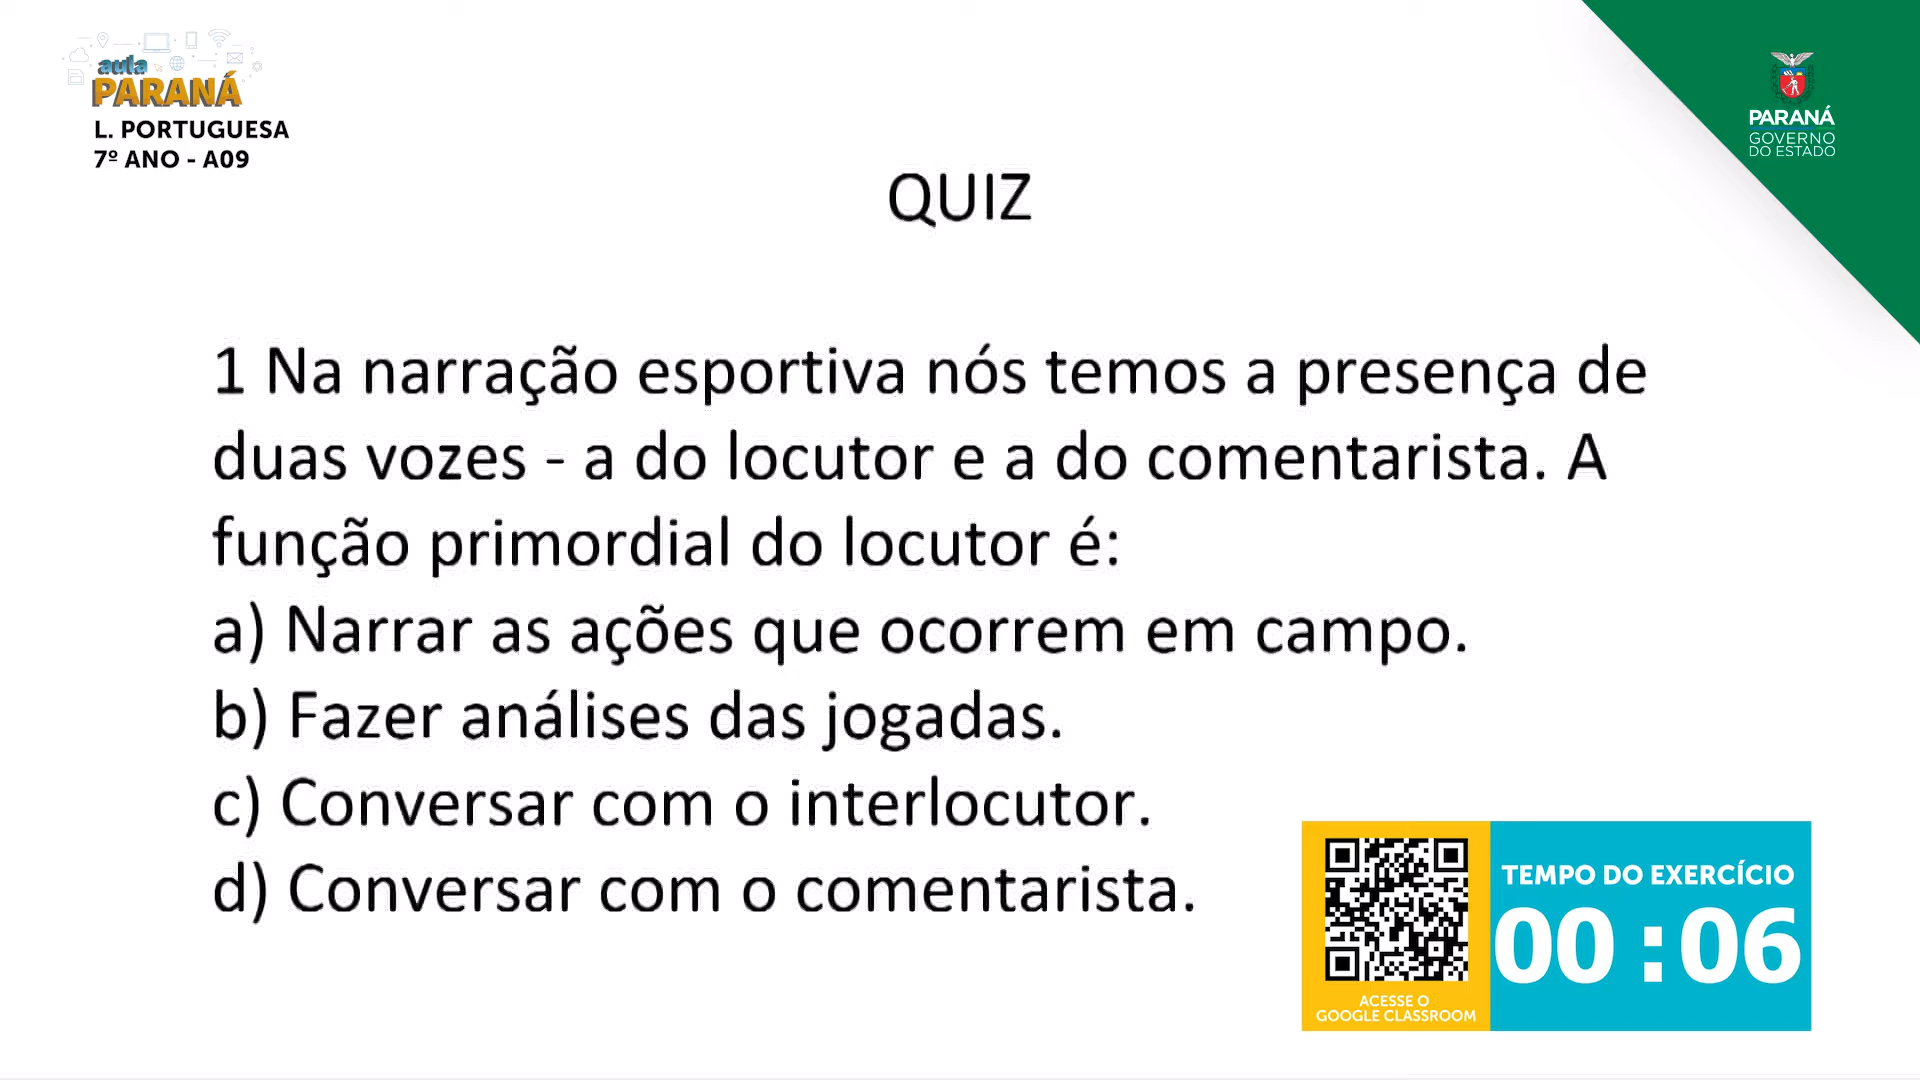 aula
PARANÁ
L. PORTUGUESA
7º ANO - A09
PARANÁ
GOVERNO
DO ESTADO
QUIZ
1 Na narração esportiva nós temos a presença de
duas vozes - a do locutor e a do comentarista. A
função primordial do locutor é:
a) Narrar as ações que ocorrem em campo.
b) Fazer análises das jogadas.
c) Conversar com o interlocutor.
d) Conversar com o comentarista.
TEMPO DO EXERCÍCIO
00:06
ACESSE O
GOOGLE CLASSROOM